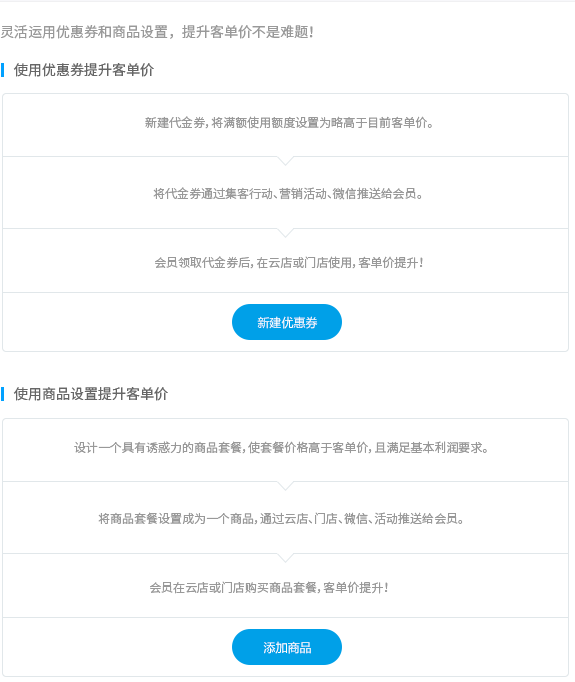 灵活运用优惠券和商品设置，提升客单价不是难题！
使用优惠券提升客单价
新建代金券，将满额使用额度设置为略高于目前客单价。
将代金券通过集客行动、营销活动、微信推送给会员。
会员领取代金券后，在云店或门店使用，客单价提升！
新建优惠券
使用商品设置提升客单价
设计一个具有诱惑力的商品套餐，使套餐价格高于客单价，且满足基本利润要求。
将商品套餐设置成为一个商品，通过云店、门店、微信、活动推送给会员。
会员在云店或门店购买商品套餐，客单价提升！
添加商品